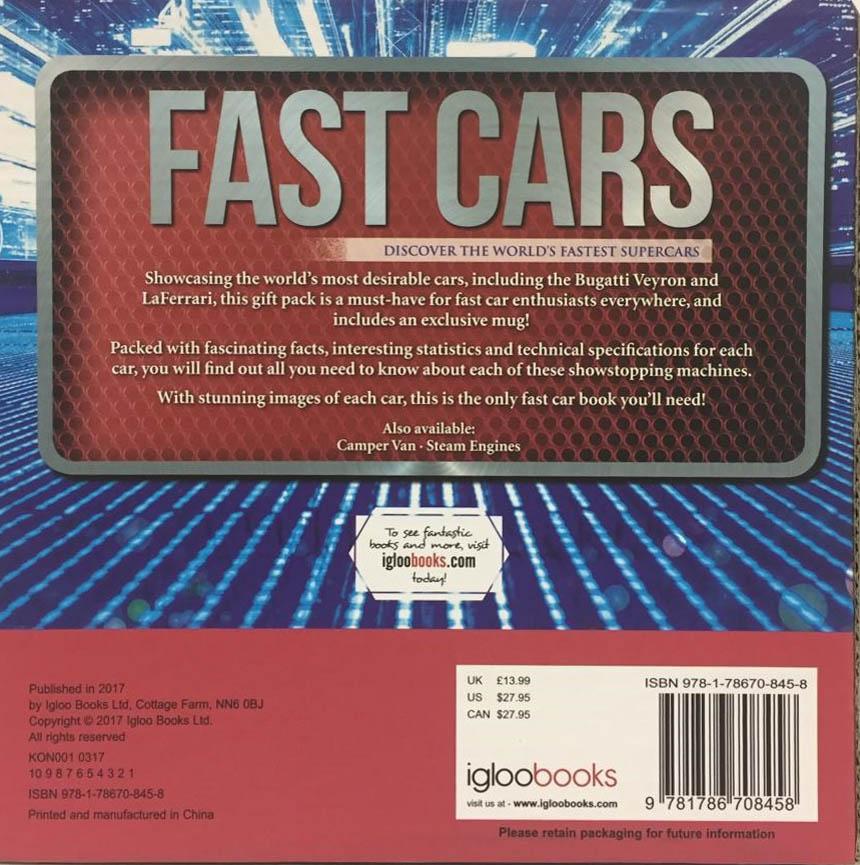 FAST CARS
DISCOVER THE WORLD'S FASTEST SUPERCARS
Showcasing the world's most desirable cars, including the Bugatti Veyron and
LaFerrari, this gift pack is a must-have for fast car enthusiasts everywhere, and
includes an exclusive mug!
Packed with fascinating facts, interesting statistics and technical specifications for each
car, you will find out all you need to know about each of these showstopping machines.
With stunning images of each car, this is the only fast car book you'll need!
Also available:
Camper Van · Steam Engines
To see fantastic
books and more, visit
igloobooks.com
today!
Published in 2017
by Igloo Books Ltd, Cottage Farm, NN6 0BJ
Copyright © 2017 Igloo Books Ltd.
All rights reserved
KON001 0317
10 9 8 7 6 5 4 3 2 1
ISBN 978-1-78670-845-8
Printed and manufactured in China
UK £13.99
US $27.95
CAN $27.95
igloobooks
visit us at - www.igloobooks.com
ISBN 978-1-78670-845-8
9 781786 708458
Please retain packaging for future information